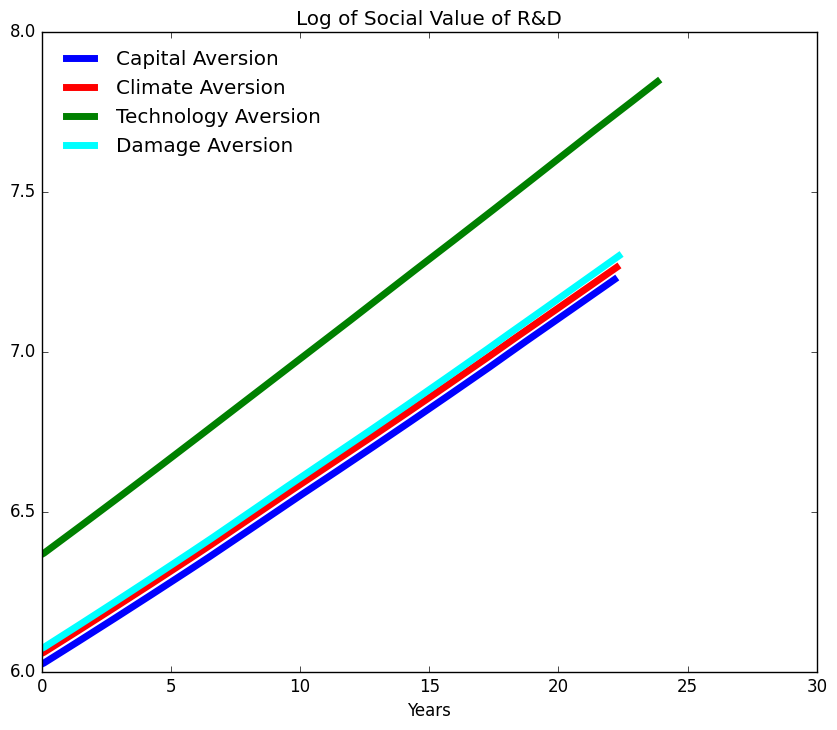 Log of Social Value of R&D
8.0
Capital Aversion
Climate Aversion
Technology Aversion
Damage Aversion
7.5
7.0
6.5
6.0
0 5 10 15 20 25 30
Years